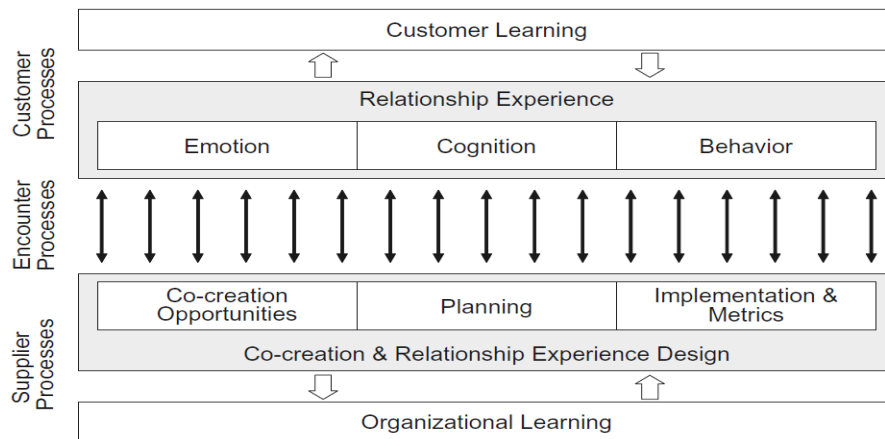 Customer Learning
Customer
Processes
Relationship Experience
Emotion
Cognition
Behavior
Encounter
Processes
Co-creation
Opportunities
Planning
Implementation &
Metrics
Supplier
Processes
Co-creation & Relationship Experience Design
Organizational Learning